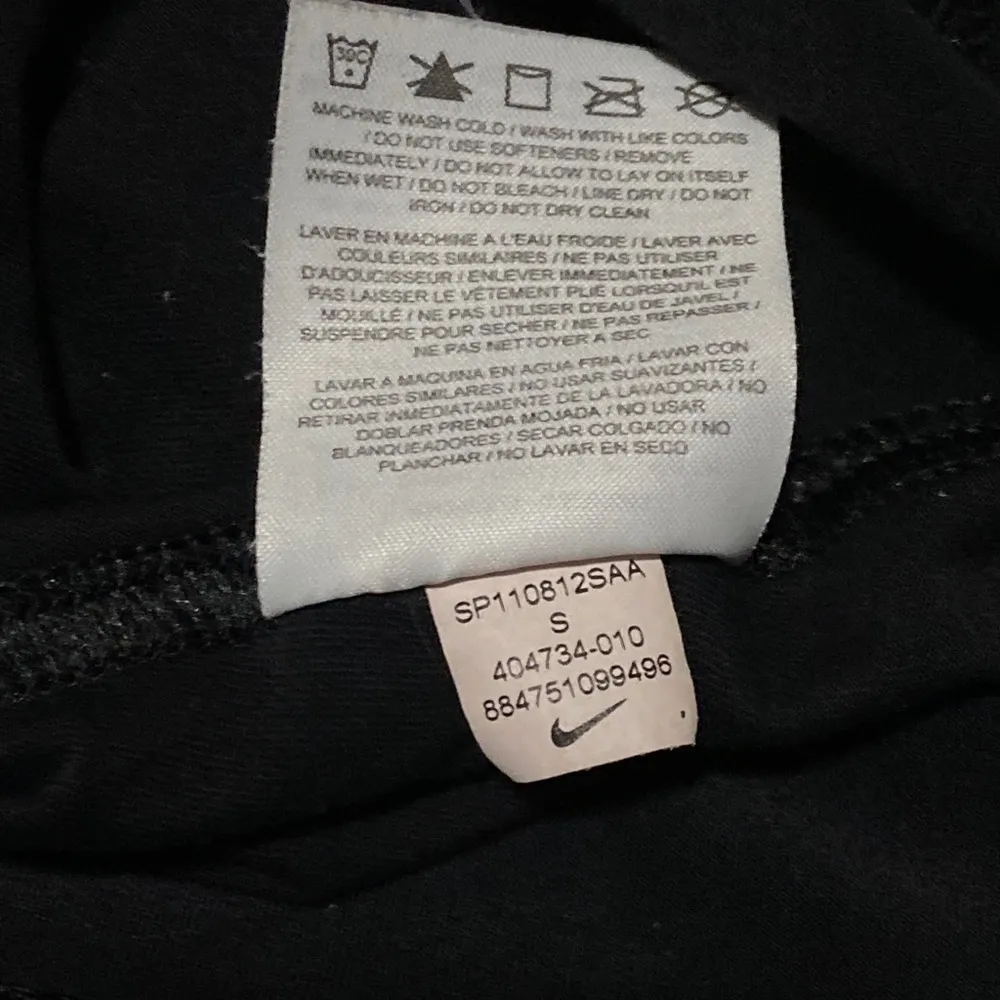 30C
MACHINE WASH COLD / WASH WITH LIKE COLORS
/ DO NOT USE SOFTENERS / REMOVE
IMMEDIATELY / DO NOT ALLOW TO LAY ON ITSELF
WHEN WET / DO NOT BLEACH / LINE DRY / DO NOT
IRON / DO NOT DRY CLEAN
LAVER EN MACHINE A L'EAU FROIDE / LAVER AVEC
COULEURS SIMILAIRES / NE PAS UTILISER
D'ADOUCISSEUR / ENLEVER IMMEDIATEMENT / NE
PAS LAISSER LE VÊTEMENT PLIE LORSQU'IL EST
MOUILLÉ / NE PAS UTILISER D'EAU DE JAVEL /
SUSPENDRE POUR SECHER / NE PAS REPASSER /
NE PAS NETTOYER A SEC
LAVAR A MAQUINA EN AGUA FRIA / LAVAR CON
COLORES SIMILARES / NO USAR SUAVIZANTES /
RETIRAR INMEDIATAMENTE DE LA LAVADORA / NO
DOBLAR PRENDA MOJADA / NO USAR
BLANQUEADORES / SECAR COLGADO / NO
PLANCHAR / NO LAVAR EN SECO
SP110812SAA
S
404734-010
884751099496